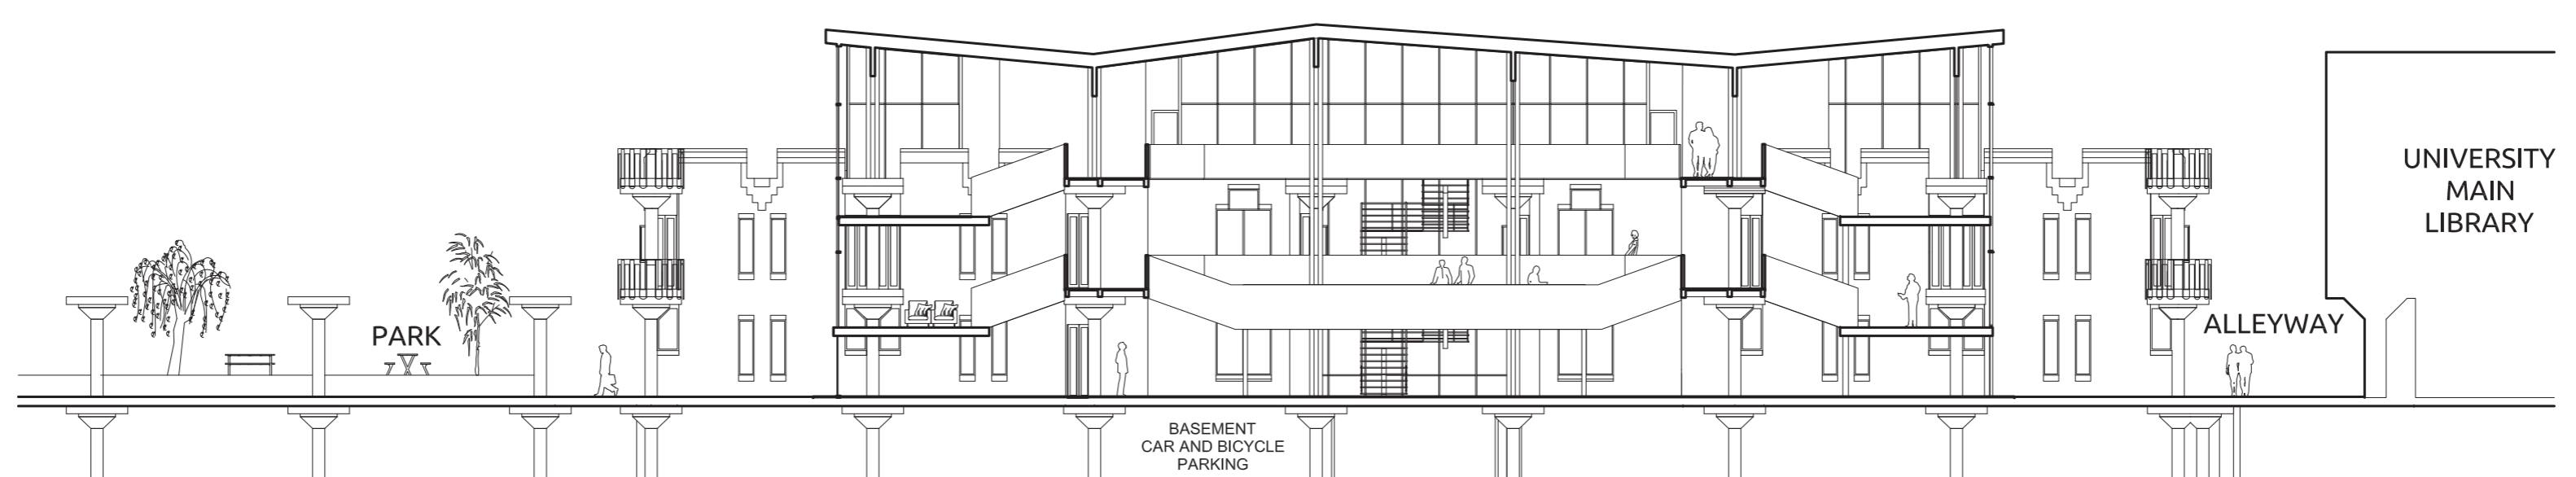 PARK
BASEMENT
CAR AND BICYCLE
PARKING
ALLEYWAY
UNIVERSITY
MAIN
LIBRARY